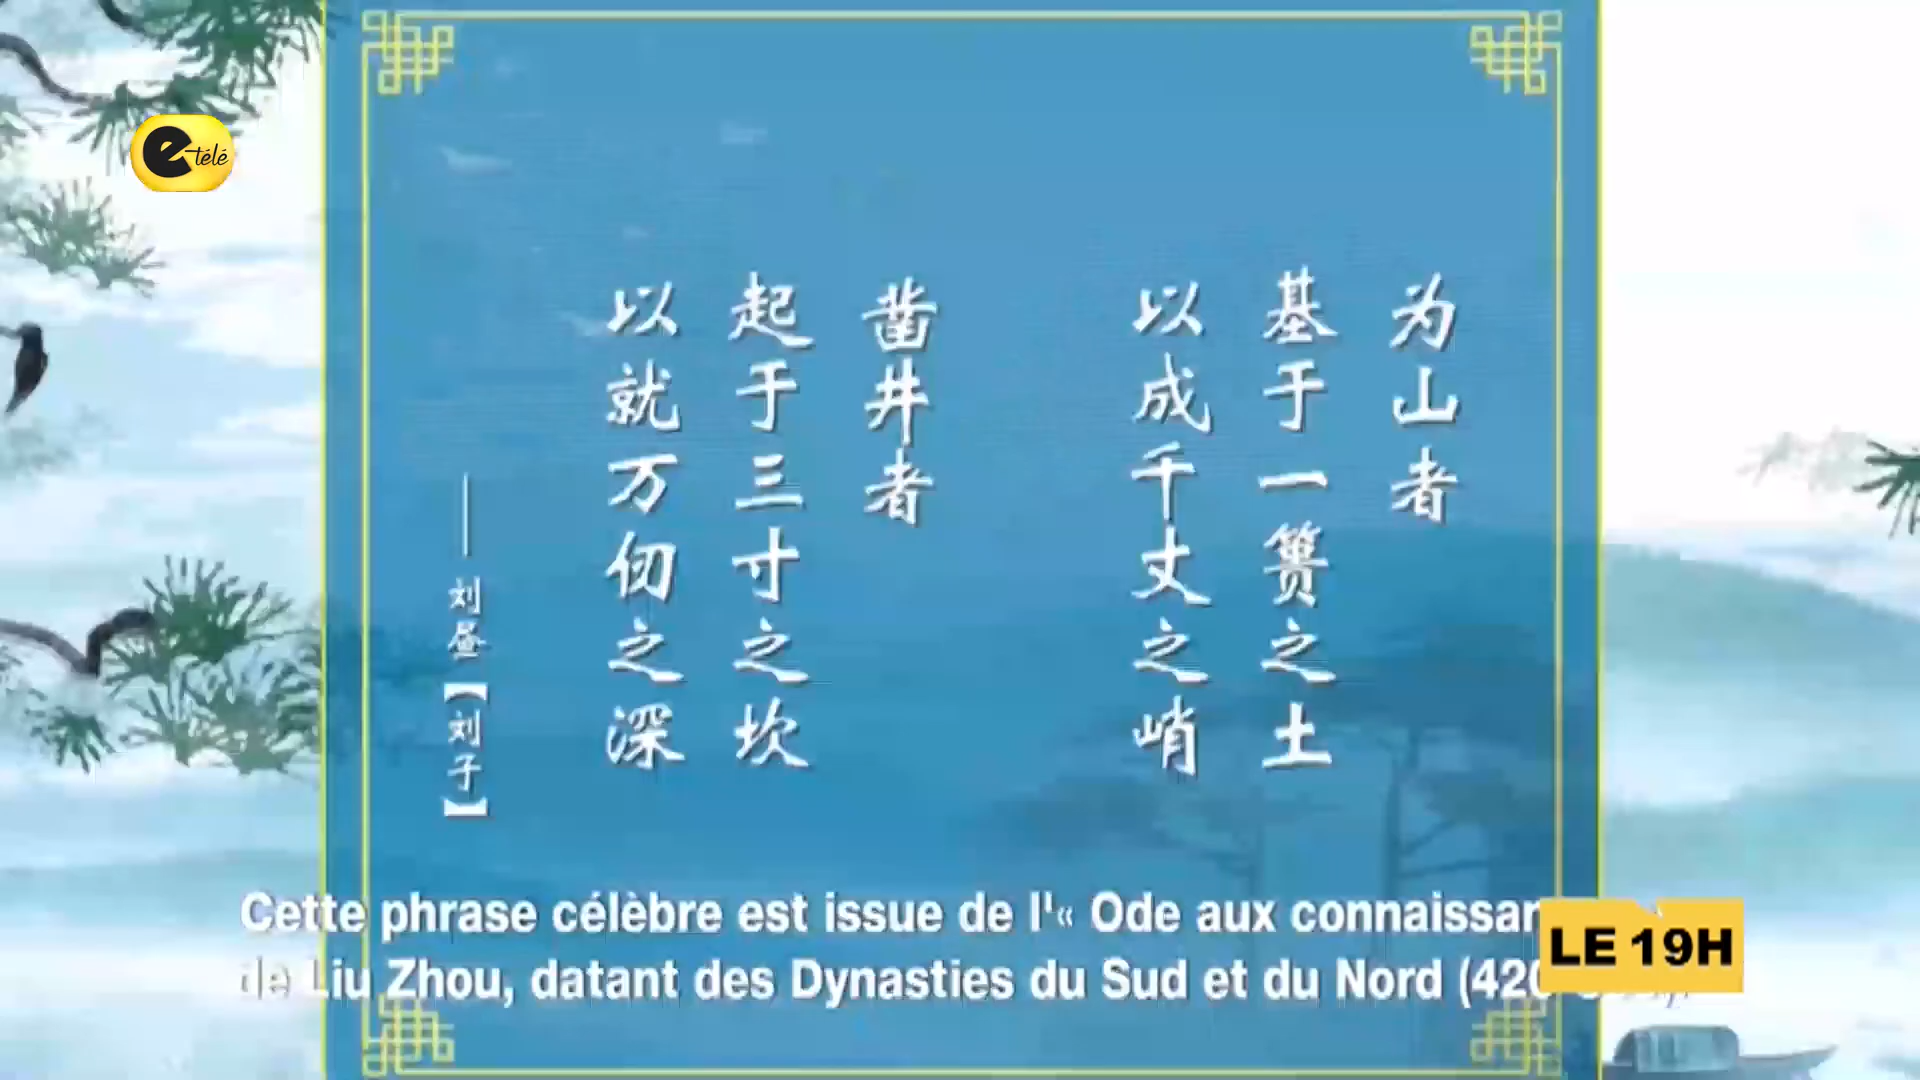 e-télé
为山者
基于一篑之土
以成千丈之峭
凿井者
起于三寸之坎
以就万仞之深
——刘昼【刘子】
Cette phrase célèbre est issue de l'« Ode aux
de Liu Zhou, datant des Dynasties du Sud et du Nord
LE 19H